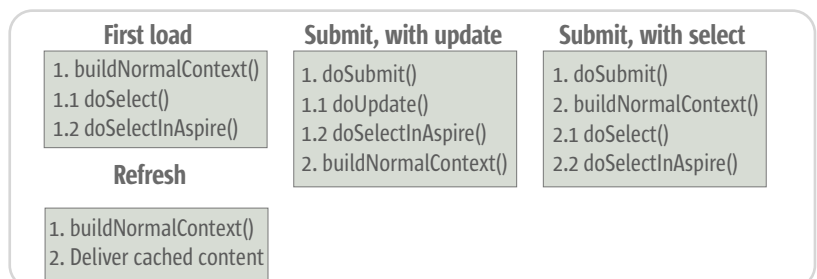 First load
1. buildNormalContext()
1.1 doSelect()
1.2 doSelectInAspire()
Refresh
1. buildNormalContext()
2. Deliver cached content
Submit, with update
1. doSubmit()
1.1 doUpdate()
1.2 doSelectInAspire()
2. buildNormalContext()
Submit, with select
1. doSubmit()
2. buildNormalContext()
2.1 doSelect()
2.2 doSelectInAspire()